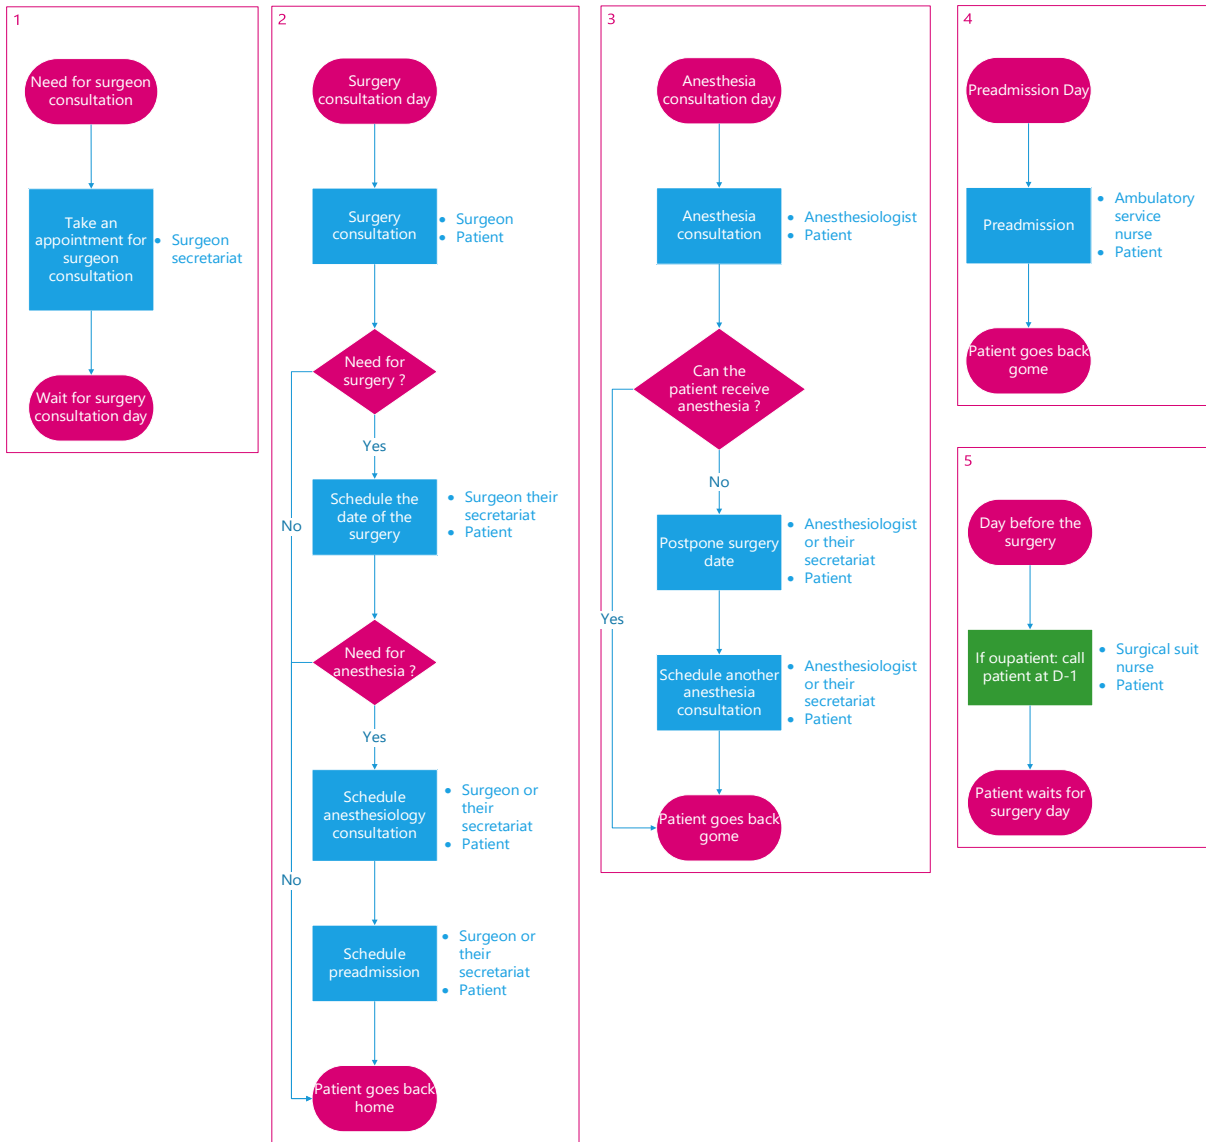 1
Need for surgeon
consultation
Take an
appointment for
surgeon
consultation
• Surgeon
secretariat
Wait for surgery
consultation day
2
Surgery
consultation day
Surgery
consultation
• Surgeon
• Patient
Need for
surgery ?
Yes
No
Schedule the
date of the
surgery
• Surgeon their
secretariat
• Patient
Need for
anesthesia ?
Yes
No
Schedule
anesthesiology
consultation
• Surgeon or
their
secretariat
• Patient
Schedule
preadmission
• Surgeon or
their
secretariat
• Patient
Patient goes back
home
3
Anesthesia
consultation day
Anesthesia
consultation
• Anesthesiologist
• Patient
Can the
patient receive
anesthesia ?
No
Yes
Postpone surgery
date
• Anesthesiologist
or their
secretariat
• Patient
Schedule another
anesthesia
consultation
• Anesthesiologist
or their
secretariat
• Patient
Patient goes back
gome
4
Preadmission Day
Preadmission
• Ambulatory
service
nurse
• Patient
Patient goes back
gome
5
Day before the
surgery
If oupatient: call
patient at D-1
• Surgical suit
nurse
• Patient
Patient waits for
surgery day